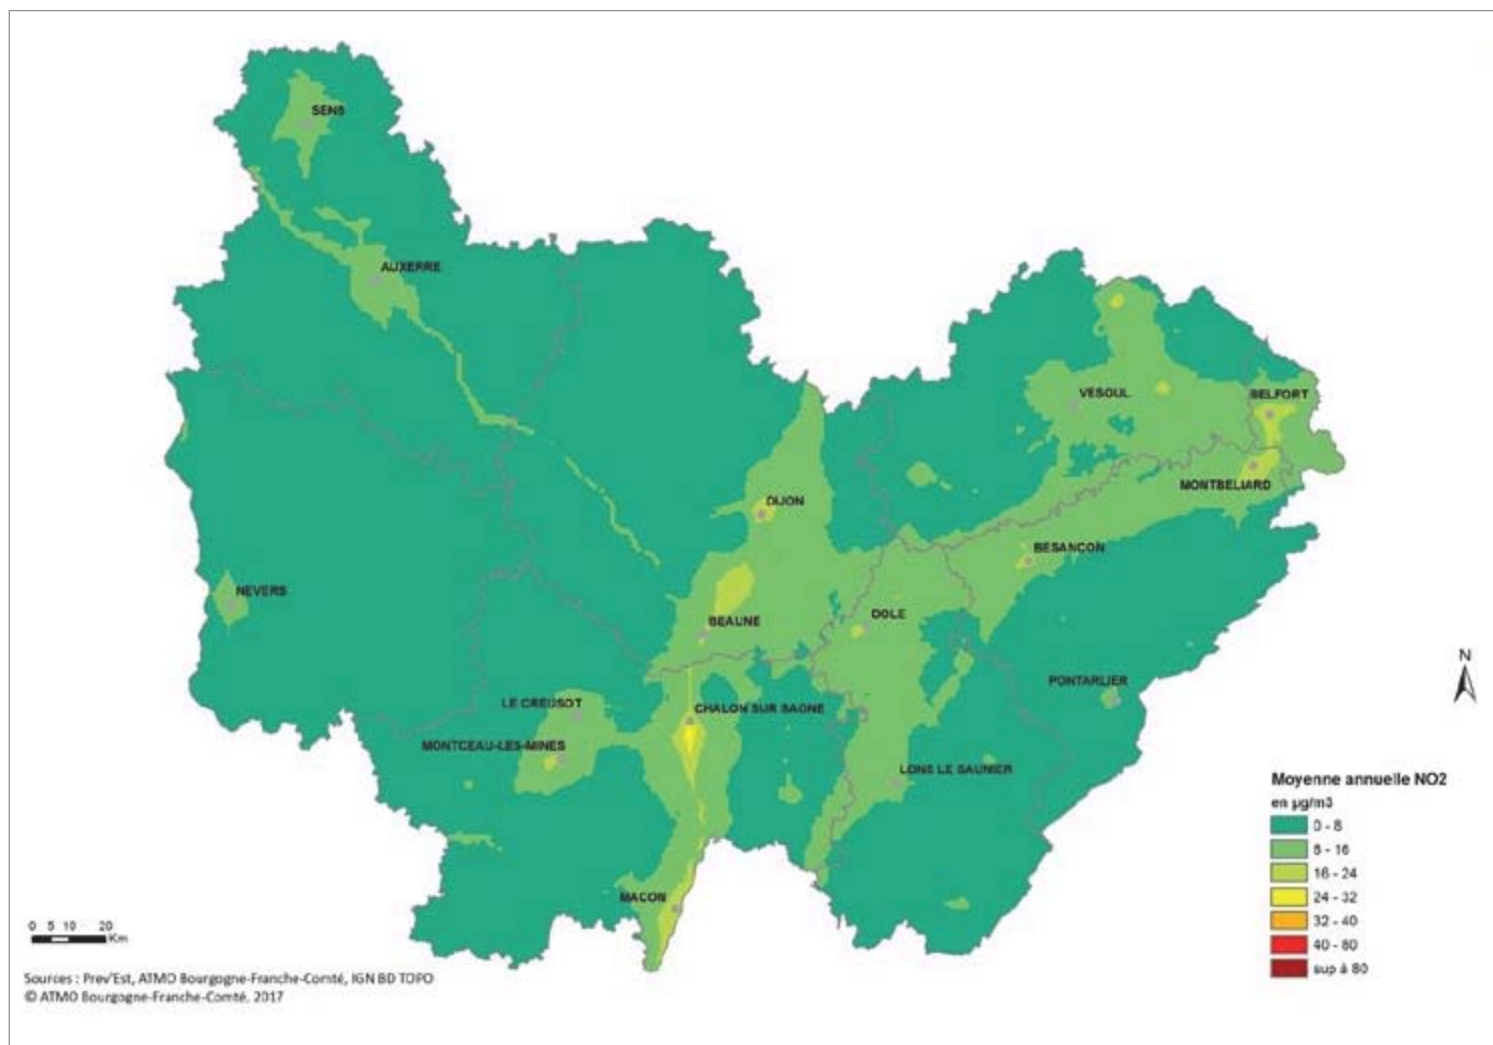 SENS
AUXERRE
VESOUL
BELFORT
MONTBELIARD
DIJON
BESANCON
NEVERS
BEAUNE
DOLE
PONTARLIER
LE CREUSOT
CHALON SUR SAONE
MONTCEAU-LES-MINES
LONS LE SAUNIER
MACON
N
Moyenne annuelle NO2
en µg/m3
0 - 8
8 - 16
16 - 24
24 - 32
32 - 40
40 - 80
sup à 80
0 5 10 20
Km
Sources : Prev'Est, ATMO Bourgogne-Franche-Comté, IGN BD TOPO
© ATMO Bourgogne-Franche-Comté, 2017